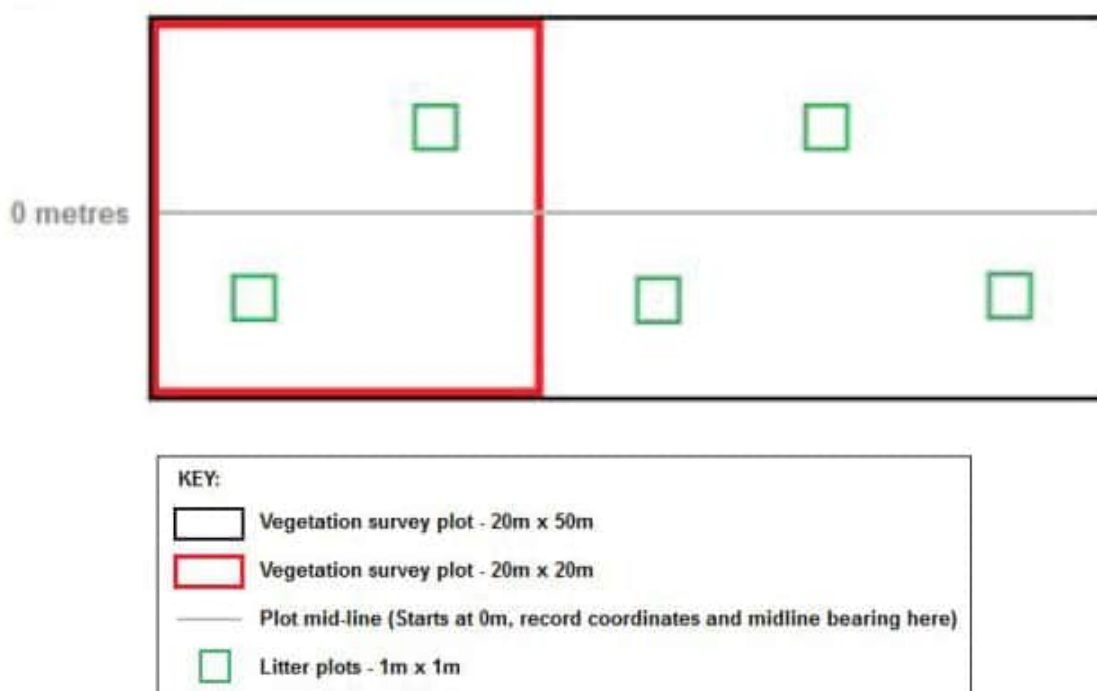 0 metres
KEY:
Vegetation survey plot - 20m x 50m
Vegetation survey plot - 20m x 20m
Plot mid-line (Starts at 0m, record coordinates and midline bearing here)
Litter plots - 1m x 1m